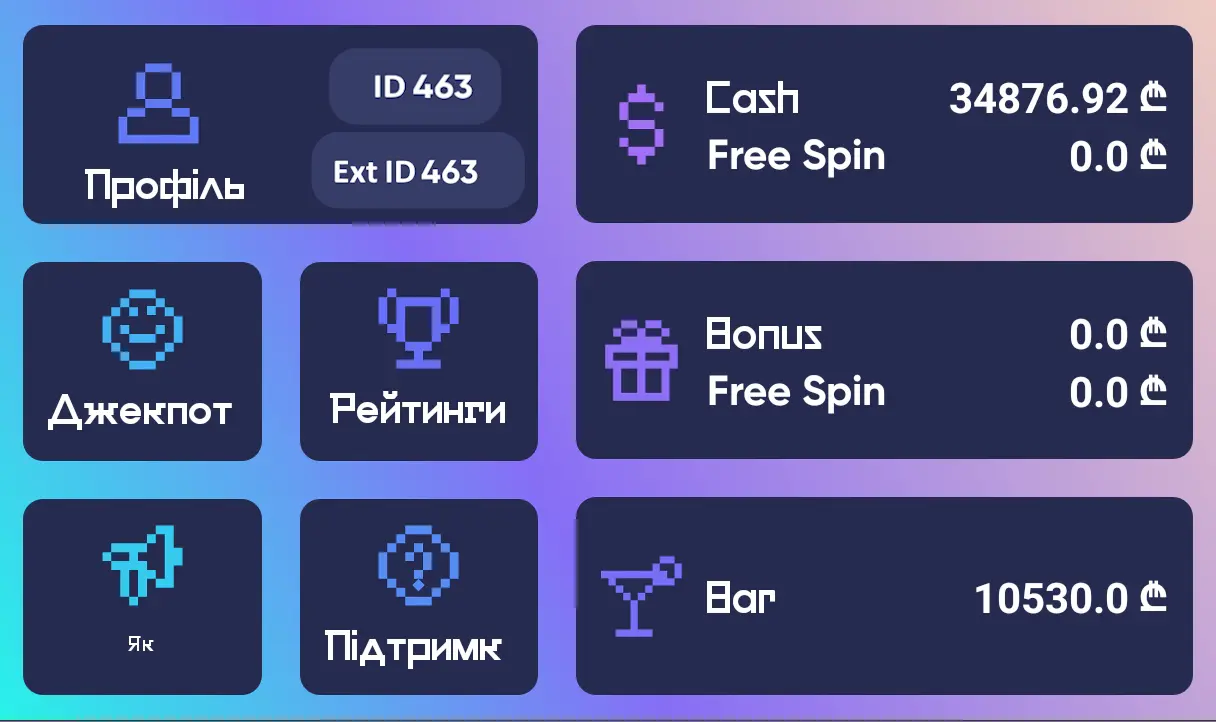 ID 463
Ext ID 463
Профіль
Cash 34876.92 ₾
Free Spin 0.0 ₾
Джекпот
Рейтинги
Bonus 0.0 ₾
Free Spin 0.0 ₾
Як
Підтримк
Bar 10530.0 ₾